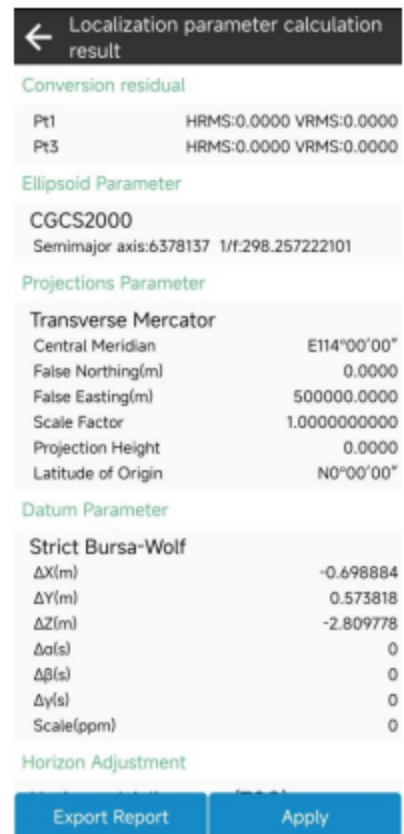 Localization parameter calculation
result
Conversion residual
Pt1 HRMS:0.0000 VRMS:0.0000
Pt3 HRMS:0.0000 VRMS:0.0000
Ellipsoid Parameter
CGCS2000
Semimajor axis:6378137 1/f:298.257222101
Projections Parameter
Transverse Mercator
Central Meridian E114°00'00"
False Northing(m) 0.0000
False Easting(m) 500000.0000
Scale Factor 1.0000000000
Projection Height 0.0000
Latitude of Origin N0°00'00"
Datum Parameter
Strict Bursa-Wolf
ΔX(m) -0.698884
ΔY(m) 0.573818
ΔZ(m) -2.809778
Δα(s) 0
Δβ(s) 0
Δγ(s) 0
Scale(ppm) 0
Horizon Adjustment
Export Report Apply